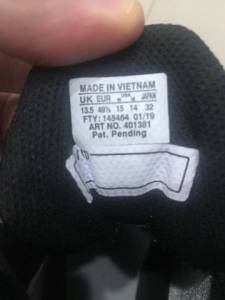 MADE IN VIETNAM
UK EUR W USA M JAPAN
13.5 49⅓ 15 14 32
FTY: 145464 01/19
ART NO. 401381
Pat. Pending